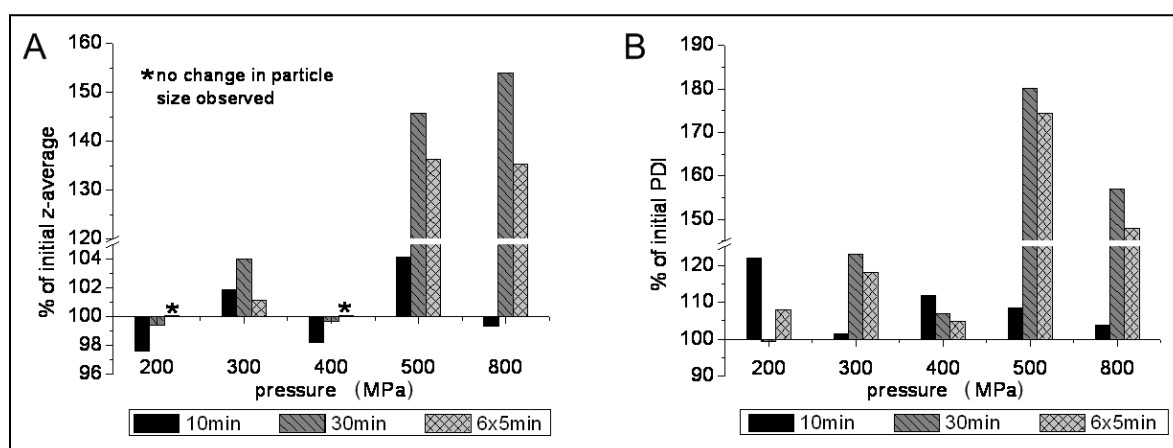 A
% of initial z-average
160
150
140
130
120
104
102
100
98
96
*no change in particle
size observed
*
*
200
300
400
500
800
pressure (MPa)
10min
30min
6x5min
B
% of initial PDI
190
180
170
160
150
120
110
100
90
200
300
400
500
800
pressure (MPa)
10min
30min
6x5min